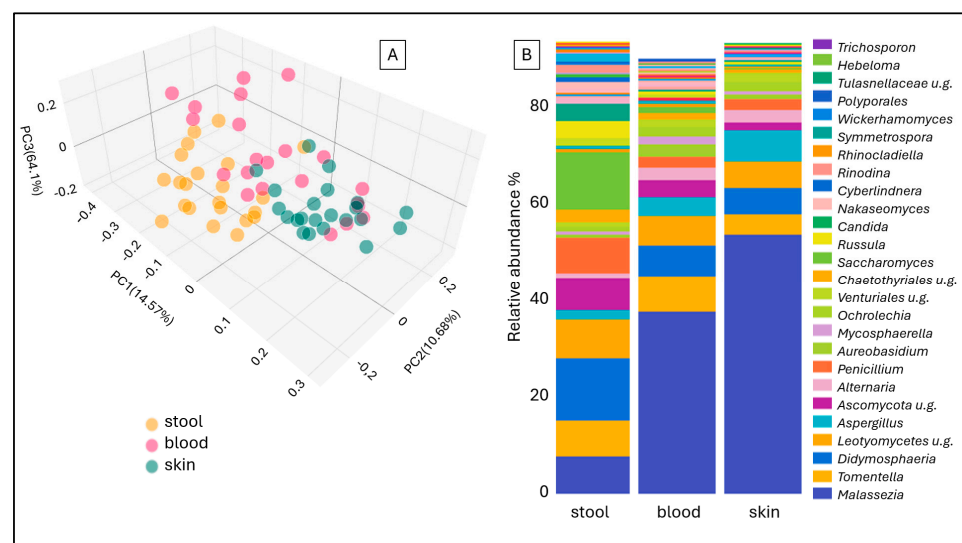 A
B
0.2
0
-0.2
PC3(64.1%)
-0.4
-0.3
-0.2
-0.1
0
0.1
0.2
0.3
PC1(14.57%)
0.2
0
-0.2
PC2(10.68%)
stool
blood
skin
Relative abundance %
80
60
40
20
0
stool
blood
skin
Trichosporon
Hebeloma
Tulasnellaceae u.g.
Polyporales
Wickerhamoyces
Symmetrospora
Rhinocladiella
Rinodina
Cyberlindnera
Nakaseomyces
Candida
Russula
Saccharomyces
Chaetothyriales u.g.
Venturiales u.g.
Ochrolechia
Mycosphaerella
Aureobasidium
Penicillium
Alternaria
Ascomycota u.g.
Aspergillus
Leotyomycetes u.g.
Didymosphaeria
Tomentella
Malassezia